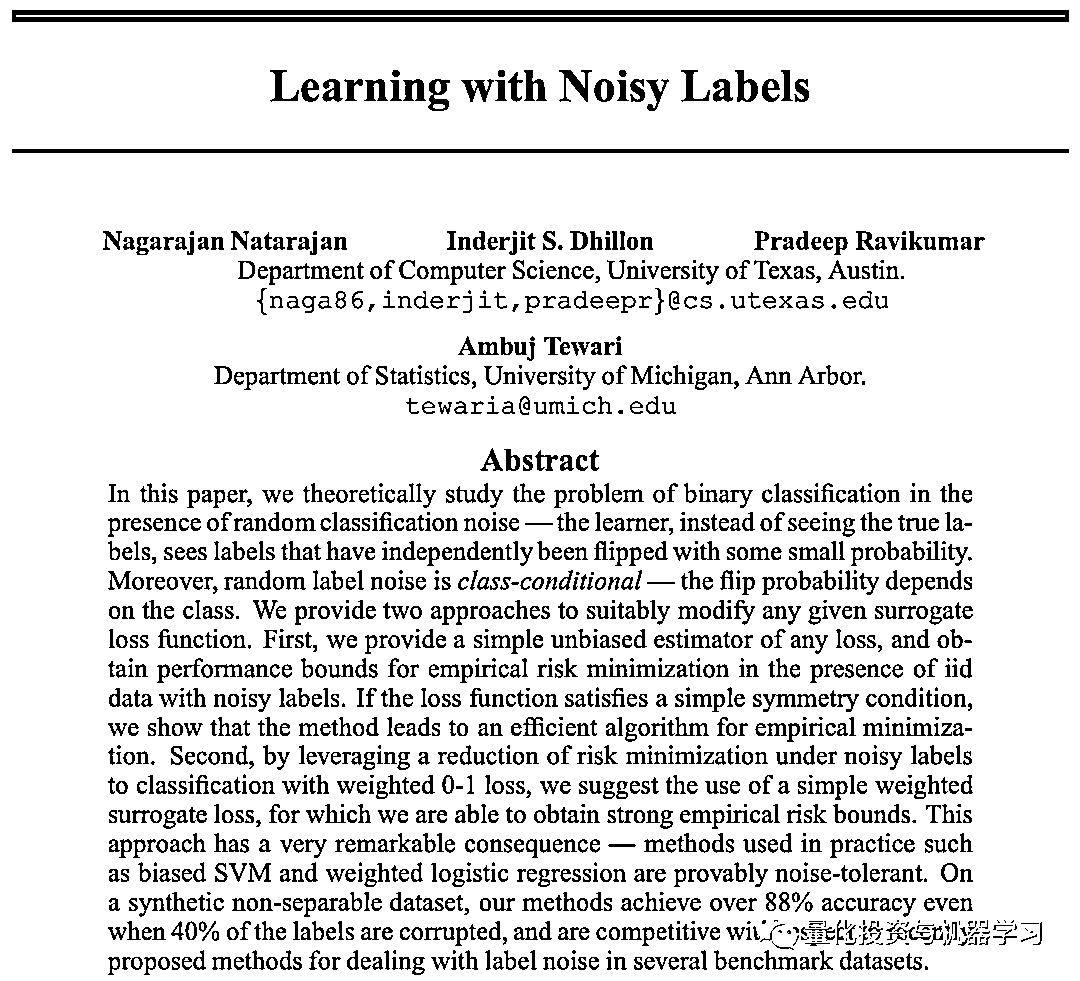 Learning with Noisy Labels
Nagarajan Natarajan Inderjit S. Dhillon Pradeep Ravikumar
Department of Computer Science, University of Texas, Austin.
{naga86,inderjit,pradeepr}@cs.utexas.edu
Ambuj Tewari
Department of Statistics, University of Michigan, Ann Arbor.
tewaria@umich.edu
Abstract
In this paper, we theoretically study the problem of binary classification in the
presence of random classification noise — the learner, instead of seeing the true la-
bels, sees labels that have independently been flipped with some small probability.
Moreover, random label noise is class-conditional — the flip probability depends
on the class. We provide two approaches to suitably modify any given surrogate
loss function. First, we provide a simple unbiased estimator of any loss, and ob-
tain performance bounds for empirical risk minimization in the presence of iid
data with noisy labels. If the loss function satisfies a simple symmetry condition,
we show that the method leads to an efficient algorithm for empirical minimiza-
tion. Second, by leveraging a reduction of risk minimization under noisy labels
to classification with weighted 0-1 loss, we suggest the use of a simple weighted
surrogate loss, for which we are able to obtain strong empirical risk bounds. This
approach has a very remarkable consequence — methods used in practice such
as biased SVM and weighted logistic regression are provably noise-tolerant. On
a synthetic non-separable dataset, our methods achieve over 88% accuracy even
when 40% of the labels are corrupted, and are competitive 量化投资与机器学习
proposed methods for dealing with label noise in several benchmark datasets.